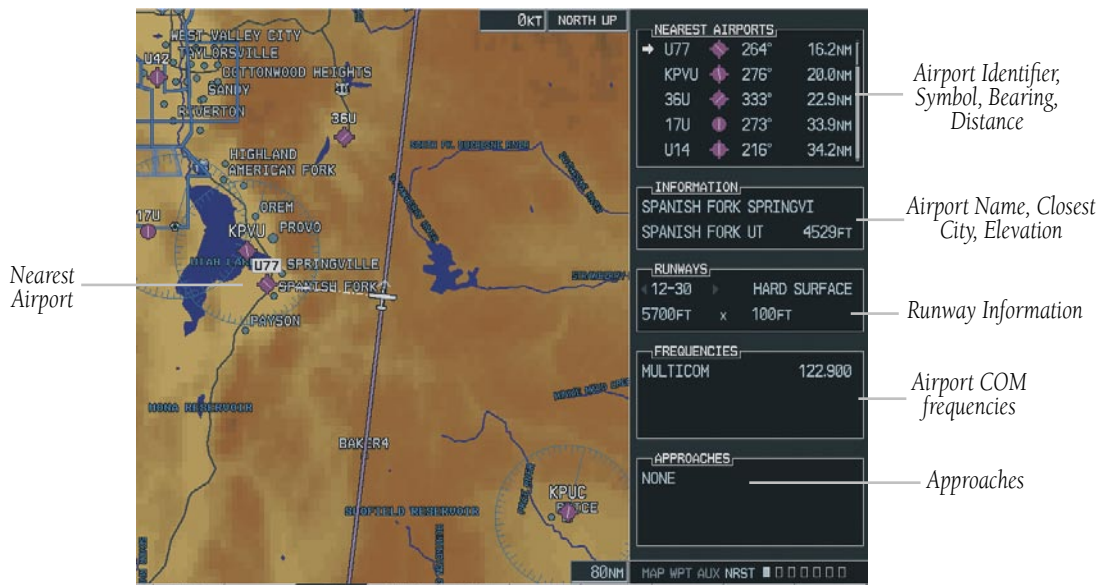 0KT NORTH UP
WEST VALLEY CITY
TAYLORSVILLE
U42
COTTONWOOD HEIGHTS
SANDY
RIVERTON
36U
HIGHLAND
AMERICAN FORK
17U
OREM
KPVU
PROVO
U77
SPRINGVILLE
SPANISH FORK
PAYSON
MONA RESERVOIR
BAKER4
KPUC
SCOFIELD RESERVOIR
80NM
Nearest
Airport
NEAREST AIRPORTS
U77 264° 16.2NM
KPVU 276° 20.0NM
36U 333° 22.9NM
17U 273° 33.9NM
U14 216° 34.2NM
INFORMATION
SPANISH FORK SPRINGVI
SPANISH FORK UT 4529FT
RUNWAYS
12-30 HARD SURFACE
5700FT x 100FT
FREQUENCIES
MULTICOM 122.900
APPROACHES
NONE
MAP WPT AUX NRST
Airport Identifier,
Symbol, Bearing,
Distance
Airport Name, Closest
City, Elevation
Runway Information
Airport COM
frequencies
Approaches